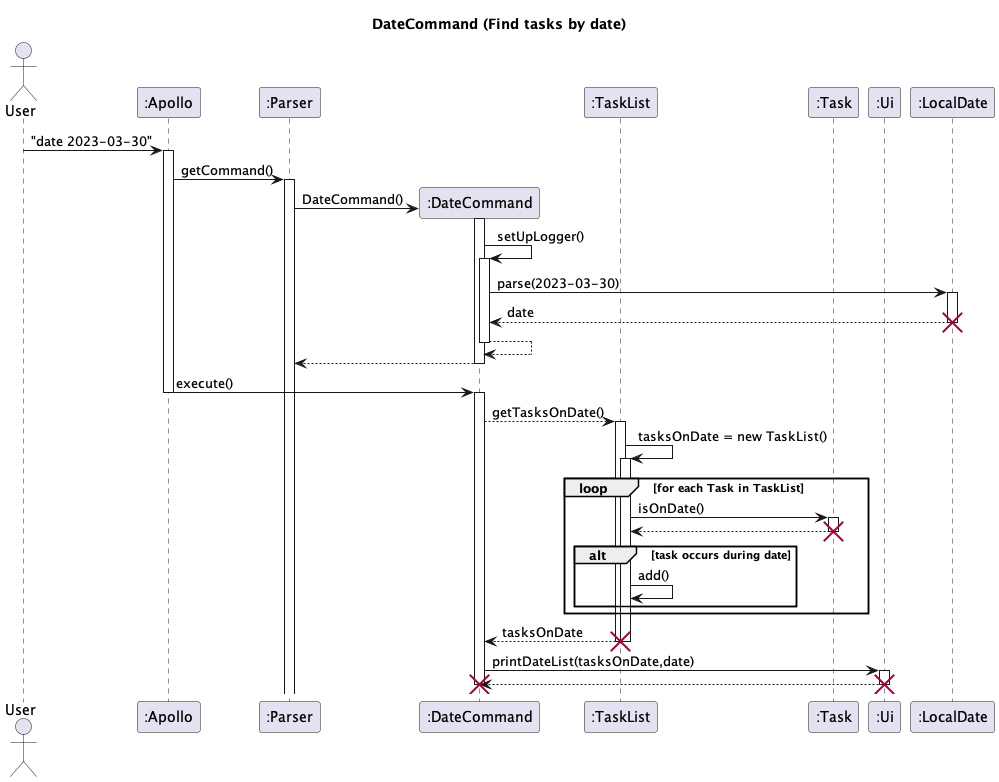 DateCommand (Find tasks by date)
User
:Apollo
:Parser
:TaskList
:Task
:Ui
:LocalDate
"date 2023-03-30"
getCommand()
DateCommand()
:DateCommand
setUpLogger()
parse(2023-03-30)
date
execute()
getTasksOnDate()
tasksOnDate = new TaskList()
loop
[for each Task in TaskList]
isOnDate()
alt
[task occurs during date]
add()
tasksOnDate
printDateList(tasksOnDate,date)
User
:Apollo
:Parser
:DateCommand
:TaskList
:Task
:Ui
:LocalDate